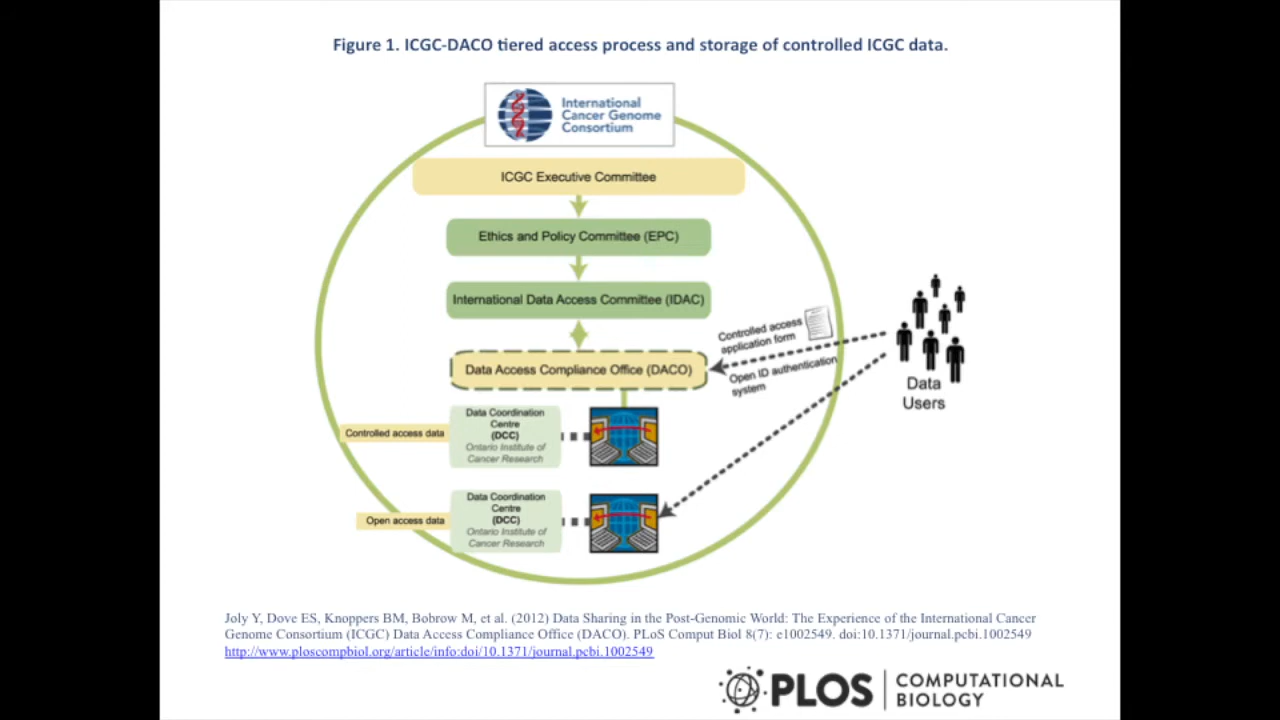 Figure 1. ICGC-DACO tiered access process and storage of controlled ICGC data.
International
Cancer Genome
Consortium
ICGC Executive Committee
Ethics and Policy Committee (EPC)
International Data Access Committee (IDAC)
Controlled access
application form
Data Access Compliance Office (DACO)
Open ID authentication
system
Data
Users
Controlled access data
Data Coordination
Centre
(DCC)
Ontario Institute of
Cancer Research
Open access data
Data Coordination
Centre
(DCC)
Ontario Institute of
Cancer Research
Joly Y, Dove ES, Knoppers BM, Bobrow M, et al. (2012) Data Sharing in the Post-Genomic World: The Experience of the International Cancer
Genome Consortium (ICGC) Data Access Compliance Office (DACO). PLoS Comput Biol 8(7): e1002549. doi:10.1371/journal.pcbi.1002549
http://www.ploscompbiol.org/article/info:doi/10.1371/journal.pcbi.1002549
PLOS
COMPUTATIONAL
BIOLOGY